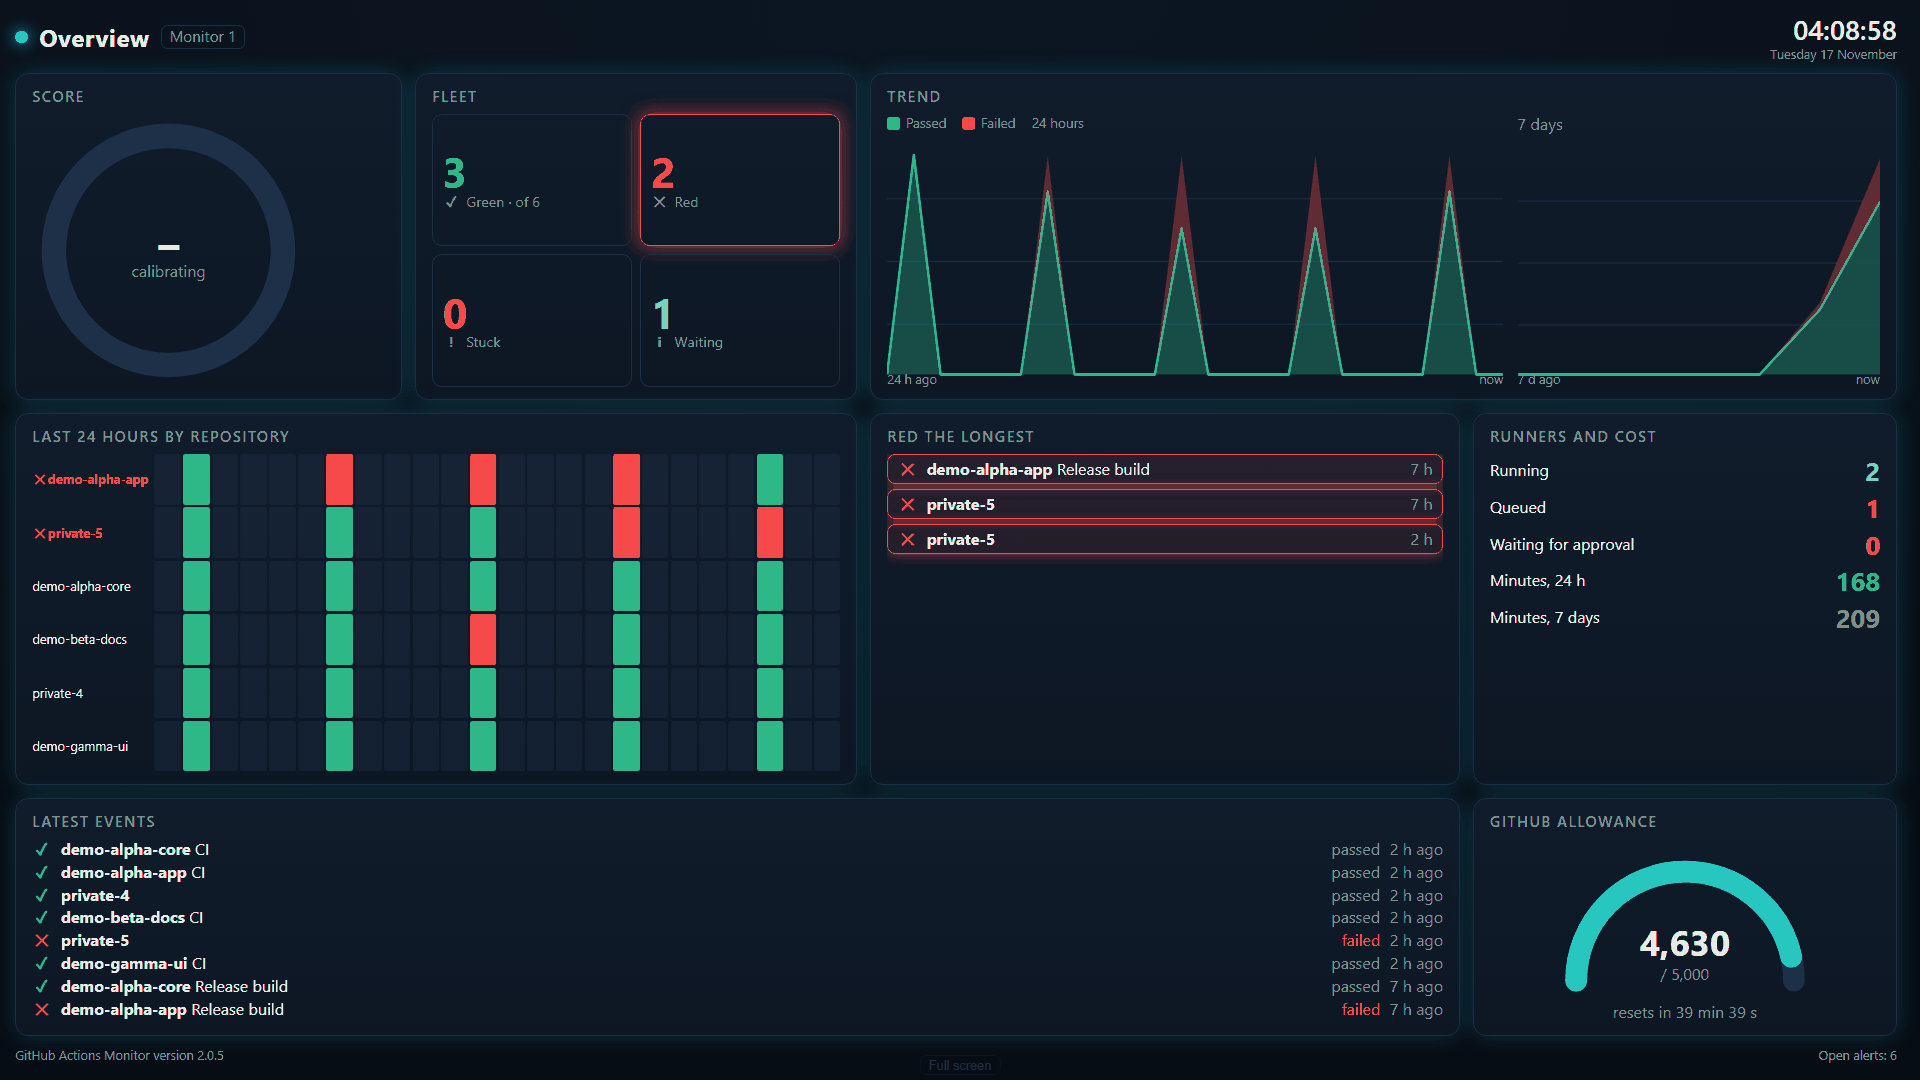 Overview
Monitor 1
04:08:58
Tuesday 17 November
SCORE
–
calibrating
FLEET
3
✓ Green · of 6
2
✕ Red
0
! Stuck
1
i Waiting
TREND
Passed Failed 24 hours
7 days
24 h ago
now
7 d ago
now
LAST 24 HOURS BY REPOSITORY
✕ demo-alpha-app
✕ private-5
demo-alpha-core
demo-beta-docs
private-4
demo-gamma-ui
RED THE LONGEST
✕ demo-alpha-app Release build 7 h
✕ private-5 7 h
✕ private-5 2 h
RUNNERS AND COST
Running 2
Queued 1
Waiting for approval 0
Minutes, 24 h 168
Minutes, 7 days 209
LATEST EVENTS
✓ demo-alpha-core CI passed 2 h ago
✓ demo-alpha-app CI passed 2 h ago
✓ private-4 passed 2 h ago
✓ demo-beta-docs CI passed 2 h ago
✕ private-5 failed 2 h ago
✓ demo-gamma-ui CI passed 2 h ago
✓ demo-alpha-core Release build passed 7 h ago
✕ demo-alpha-app Release build failed 7 h ago
GITHUB ALLOWANCE
4,630
/ 5,000
resets in 39 min 39 s
GitHub Actions Monitor version 2.0.5
Full screen
Open alerts: 6